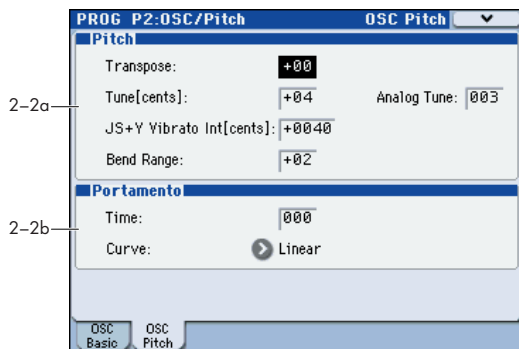 PROG P2:OSC/Pitch OSC Pitch
Pitch
Transpose: +00
2-2a Tune[cents]: +04 Analog Tune: 003
JS+Y Vibrato Int[cents]: +0040
Bend Range: +02
Portamento
2-2b Time: 000
Curve: Linear
OSC Basic OSC Pitch